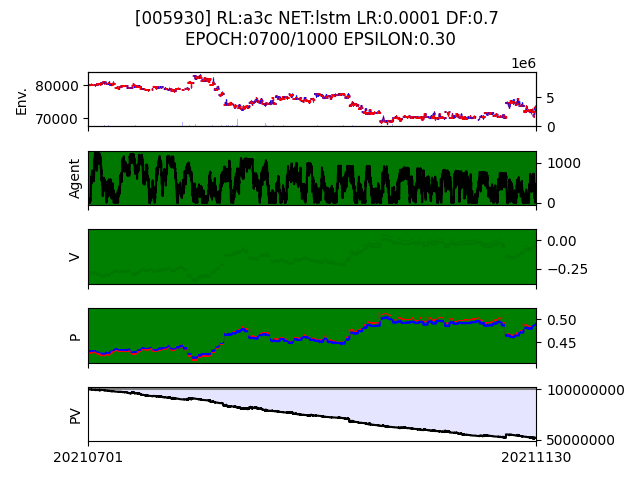 [005930] RL:a3c NET:lstm LR:0.0001 DF:0.7
EPOCH:0700/1000 EPSILON:0.30
1e6
Env.
80000
70000
5
0
Agent
1000
0
V
0.00
−0.25
P
0.50
0.45
PV
100000000
50000000
20210701
20211130